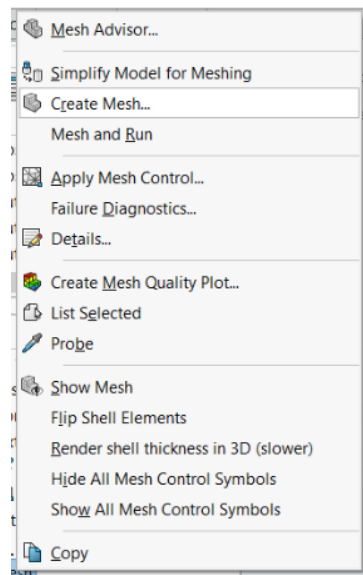 Mesh Advisor...
Simplify Model for Meshing
Create Mesh...
Mesh and Run
Apply Mesh Control...
Failure Diagnostics...
Details...
Create Mesh Quality Plot...
List Selected
Probe
Show Mesh
Flip Shell Elements
Render shell thickness in 3D (slower)
Hide All Mesh Control Symbols
Show All Mesh Control Symbols
Copy